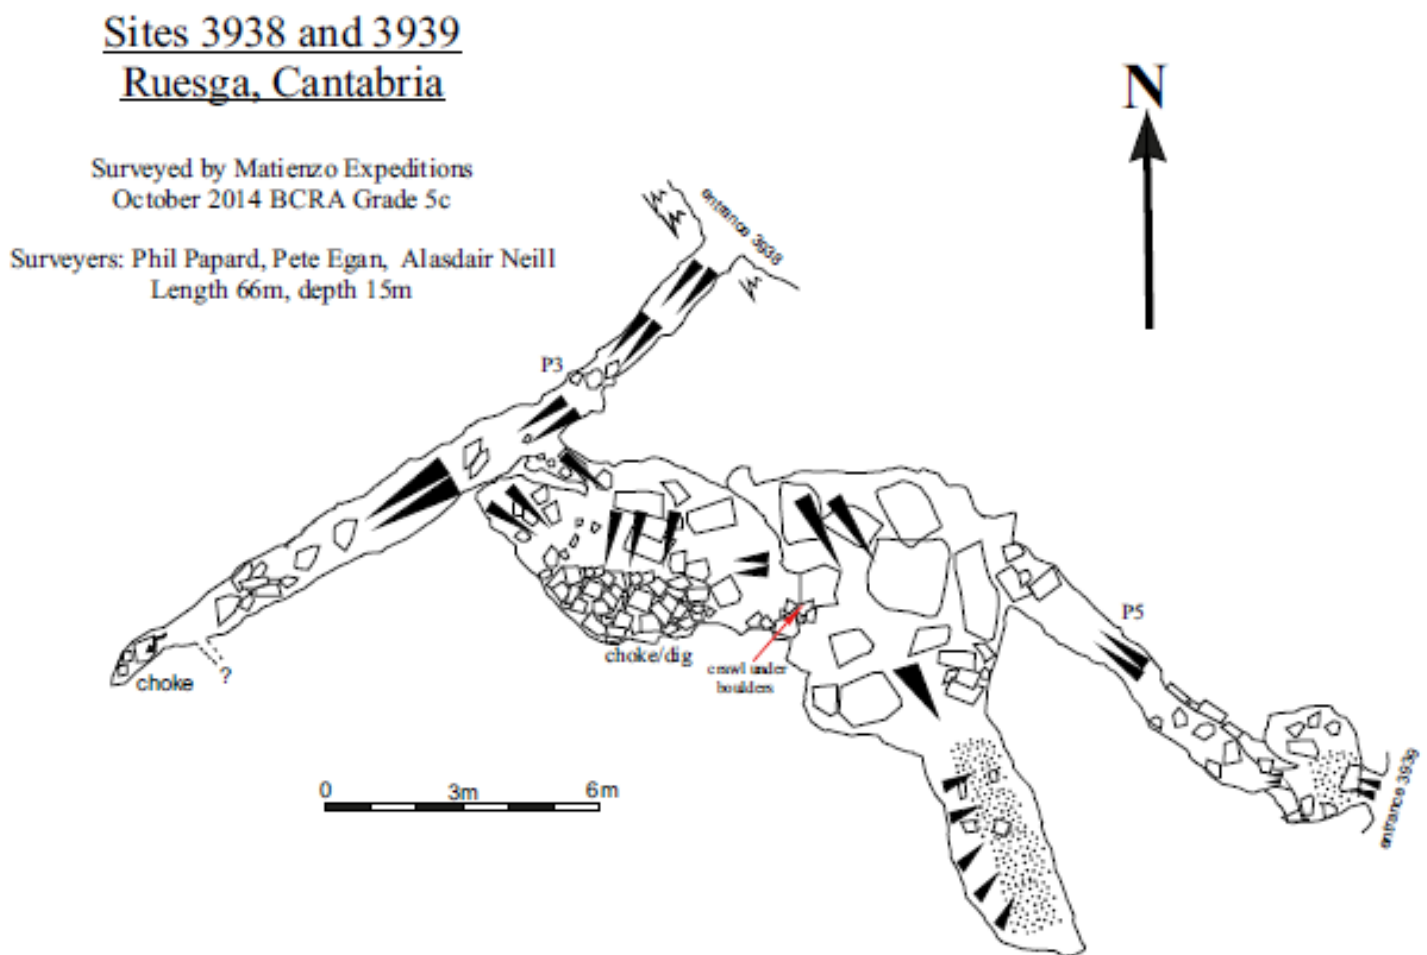 Sites 3938 and 3939
Ruesga, Cantabria
Surveyed by Matienzo Expeditions
October 2014 BCRA Grade 5c
Surveyers: Phil Papard, Pete Egan, Alasdair Neill
Length 66m, depth 15m
N
entrance 3938
P3
P5
choke
?
choke/dig
crawl under
boulders
entrance 3939
0 3m 6m